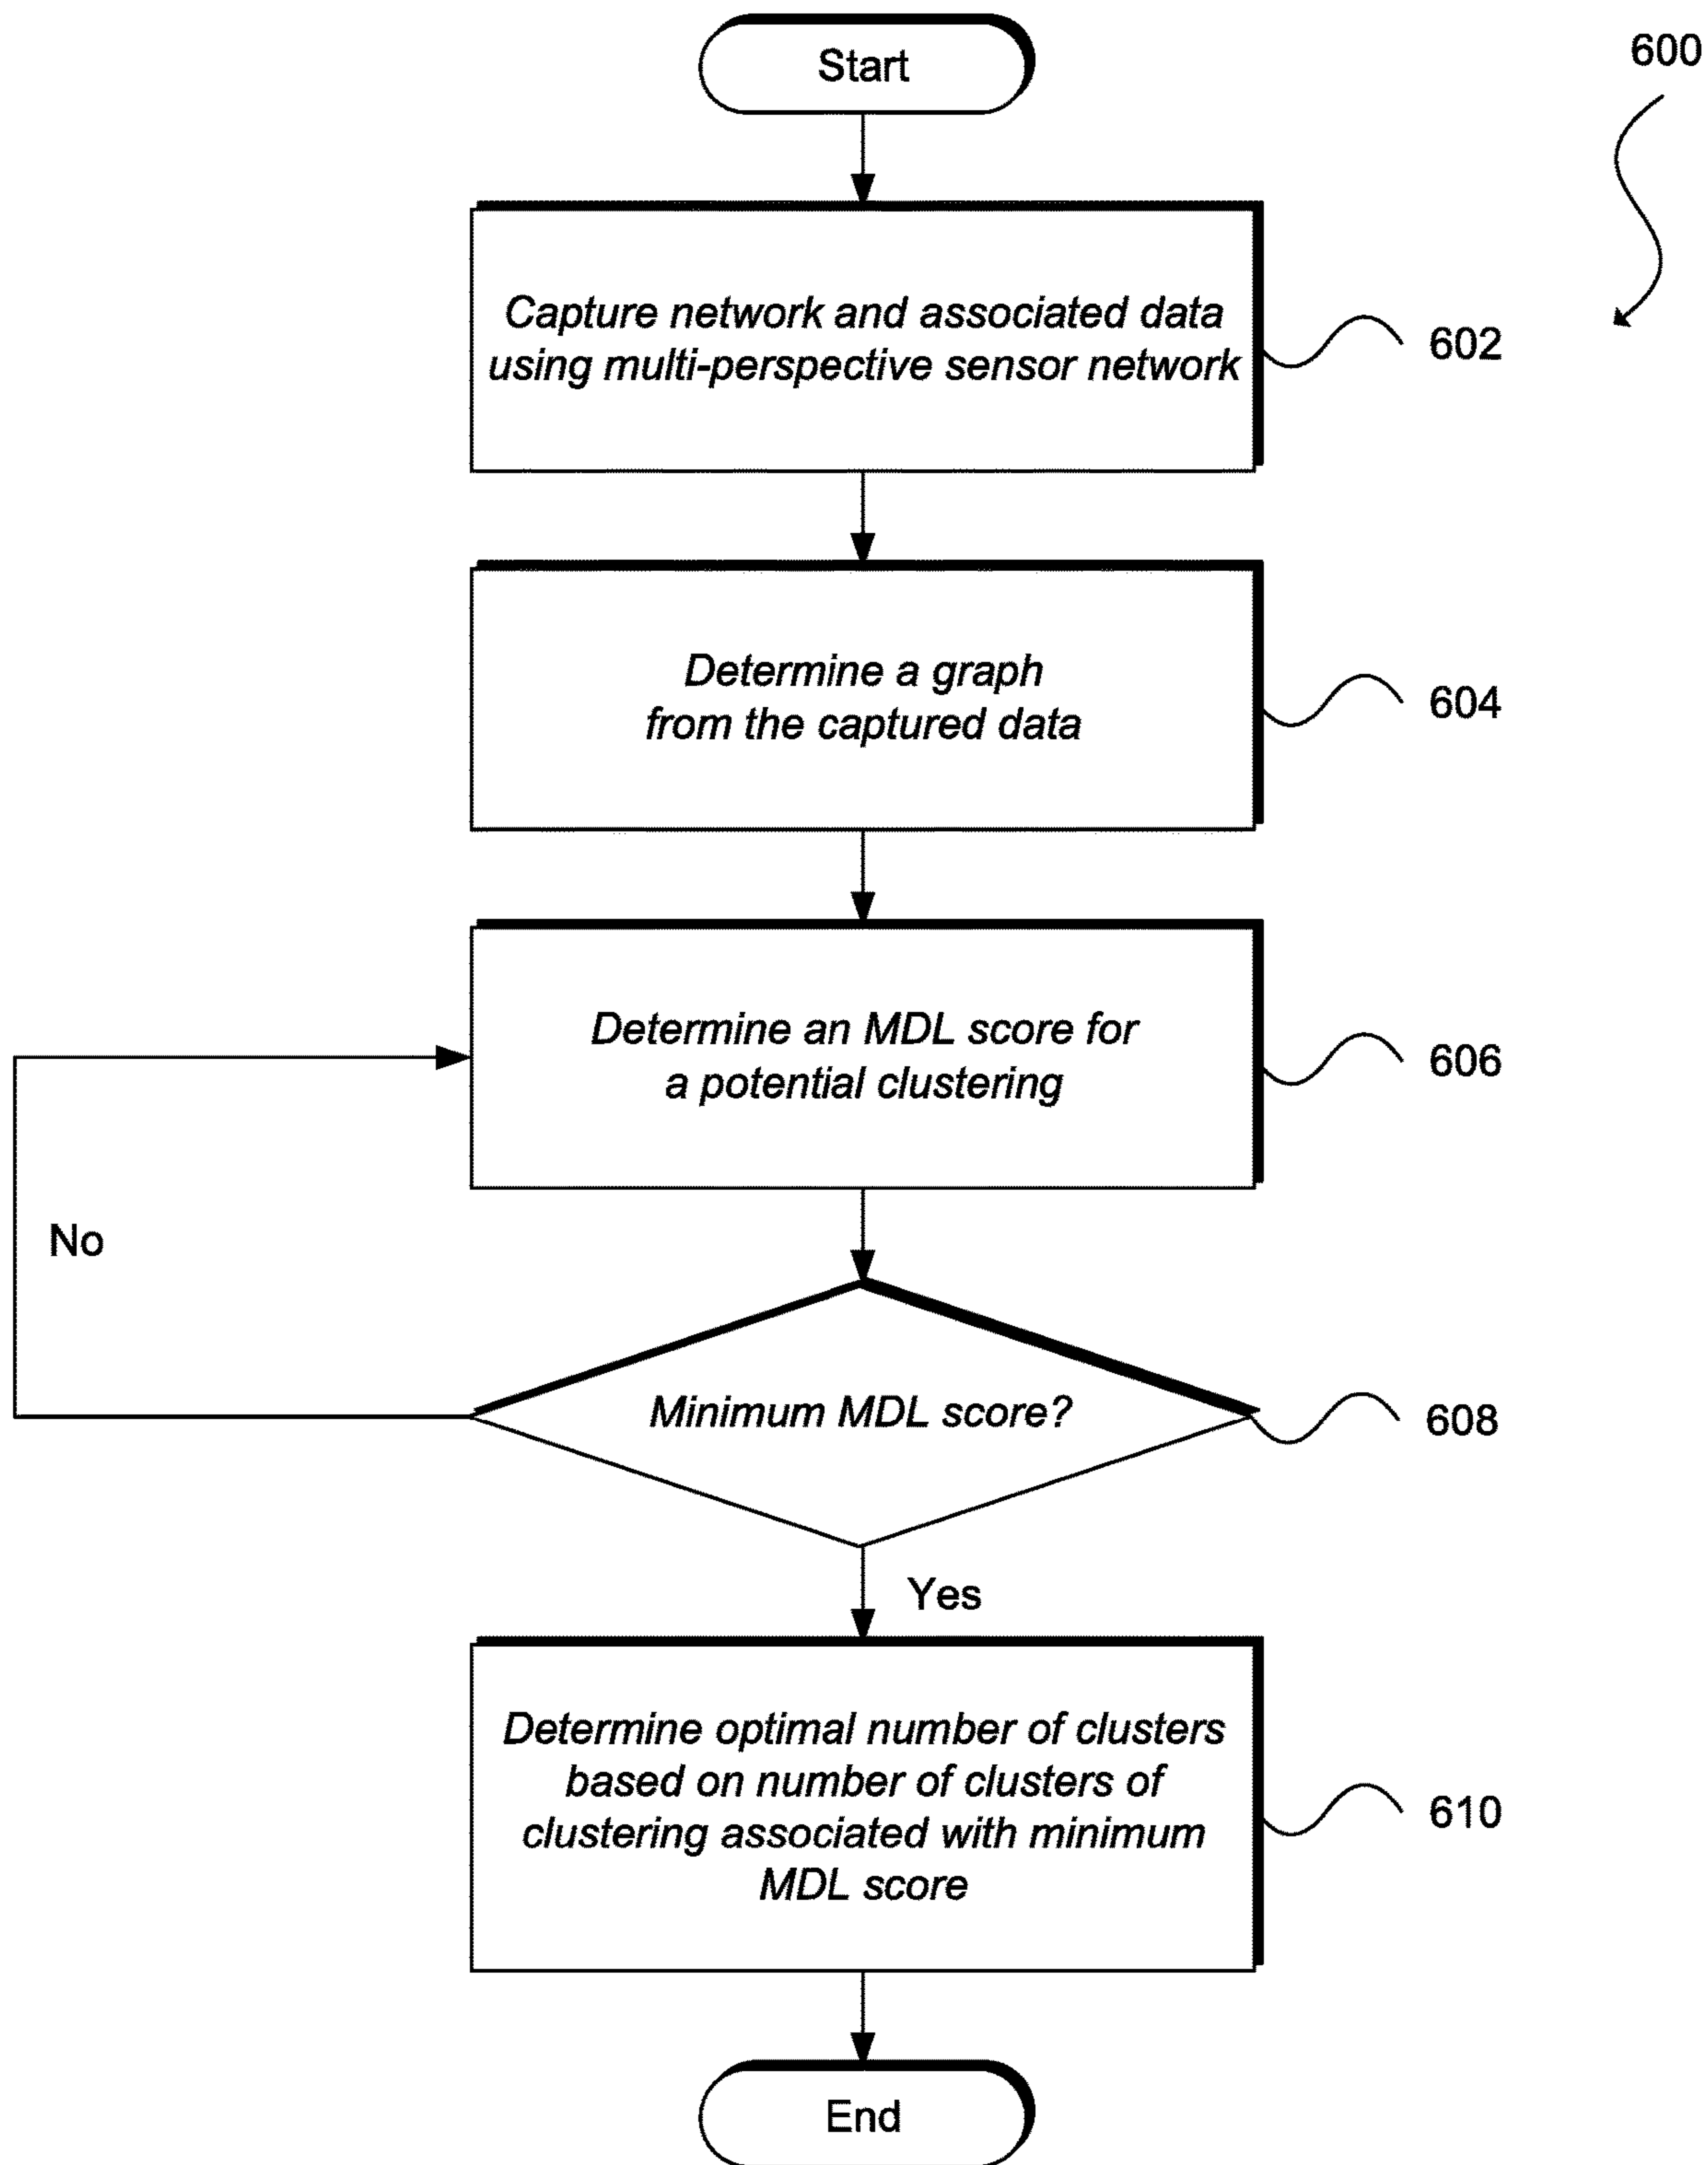 Start
600
Capture network and associated data
using multi-perspective sensor network
602
Determine a graph
from the captured data
604
Determine an MDL score for
a potential clustering
606
No
Minimum MDL score?
608
Yes
Determine optimal number of clusters
based on number of clusters of
clustering associated with minimum
MDL score
610
End